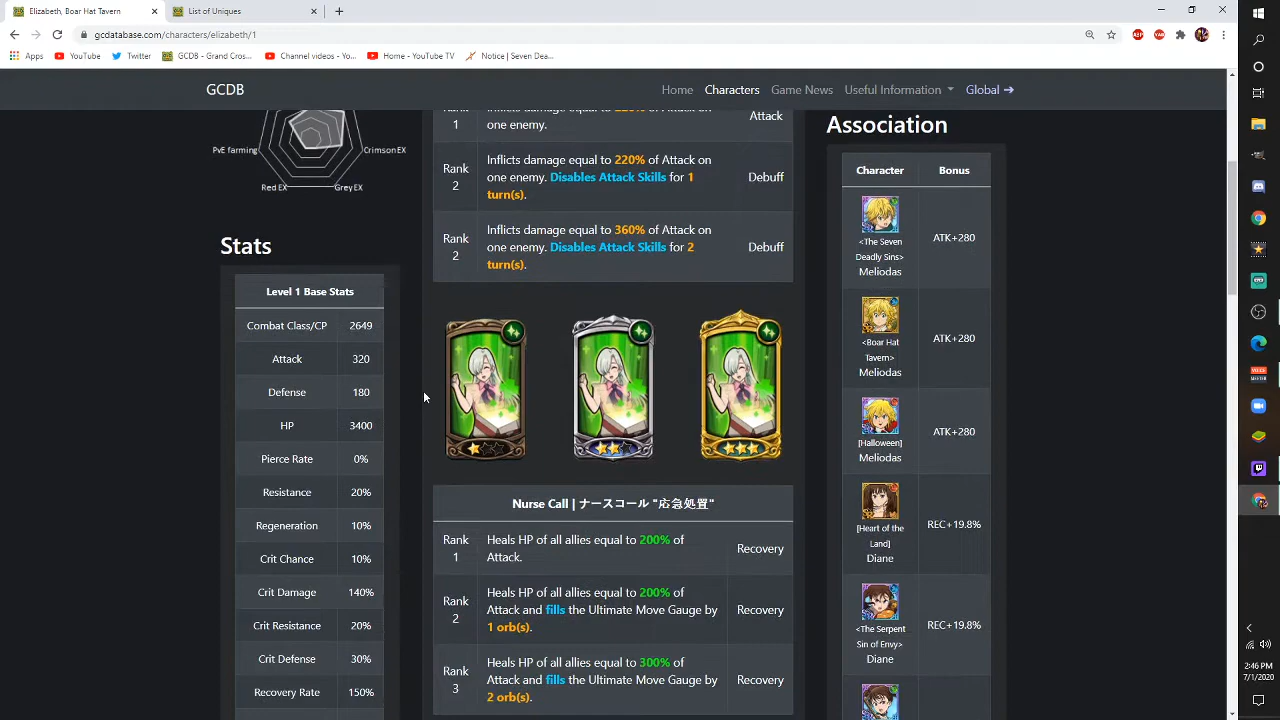 Elizabeth, Boar Hat Tavern
List of Uniques
gcdatabase.com/characters/elizabeth/1
Apps
YouTube
Twitter
GCDB - Grand Cros...
Channel videos - Yo...
Home - YouTube TV
Notice | Seven Dea...
GCDB
Home
Characters
Game News
Useful Information
Global →
PvE farming
Crimson EX
Red EX
Grey EX
Stats
Level 1 Base Stats
Combat Class/CP 2649
Attack 320
Defense 180
HP 3400
Pierce Rate 0%
Resistance 20%
Regeneration 10%
Crit Chance 10%
Crit Damage 140%
Crit Resistance 20%
Crit Defense 30%
Recovery Rate 150%
Rank
1
of Attack on
one enemy.
Attack
Rank
2
Inflicts damage equal to 220% of Attack on
one enemy. Disables Attack Skills for 1
turn(s).
Debuff
Rank
2
Inflicts damage equal to 360% of Attack on
one enemy. Disables Attack Skills for 2
turn(s).
Debuff
Nurse Call | ナースコール "応急処置"
Rank
1
Heals HP of all allies equal to 200% of
Attack.
Recovery
Rank
2
Heals HP of all allies equal to 200% of
Attack and fills the Ultimate Move Gauge by
1 orb(s).
Recovery
Rank
3
Heals HP of all allies equal to 300% of
Attack and fills the Ultimate Move Gauge by
2 orb(s).
Recovery
Association
Character Bonus
<The Seven
Deadly Sins>
Meliodas
ATK+280
<Boar Hat
Tavern>
Meliodas
ATK+280
[Halloween]
Meliodas
ATK+280
[Heart of the
Land]
Diane
REC+19.8%
<The Serpent
Sin of Envy>
Diane
REC+19.8%
2:46 PM
7/1/2020